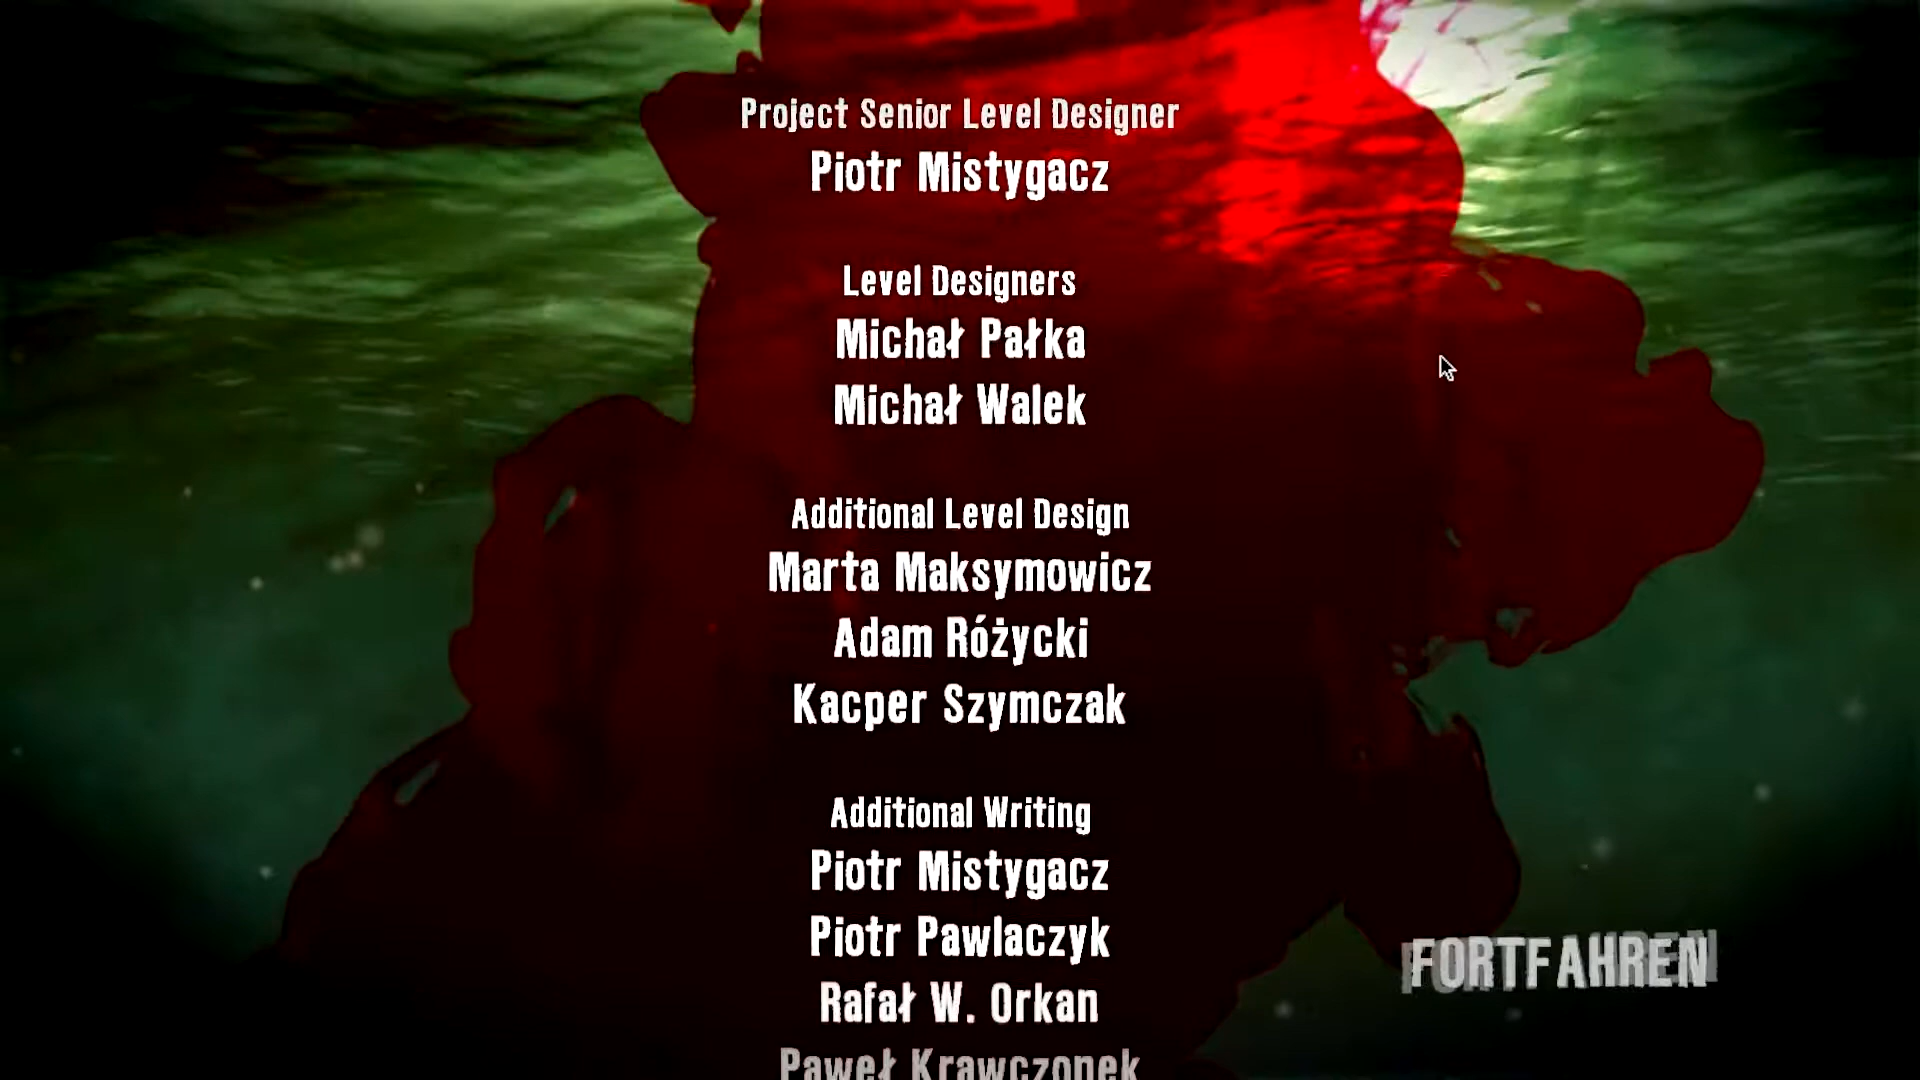 Project Senior Level Designer
Piotr Mistygacz
Level Designers
Michał Pałka
Michał Walek
Additional Level Design
Marta Maksymowicz
Adam Różycki
Kacper Szymczak
Additional Writing
Piotr Mistygacz
Piotr Pawlaczyk
Rafał W. Orkan
Paweł Krawczonek
FORTFAHREN